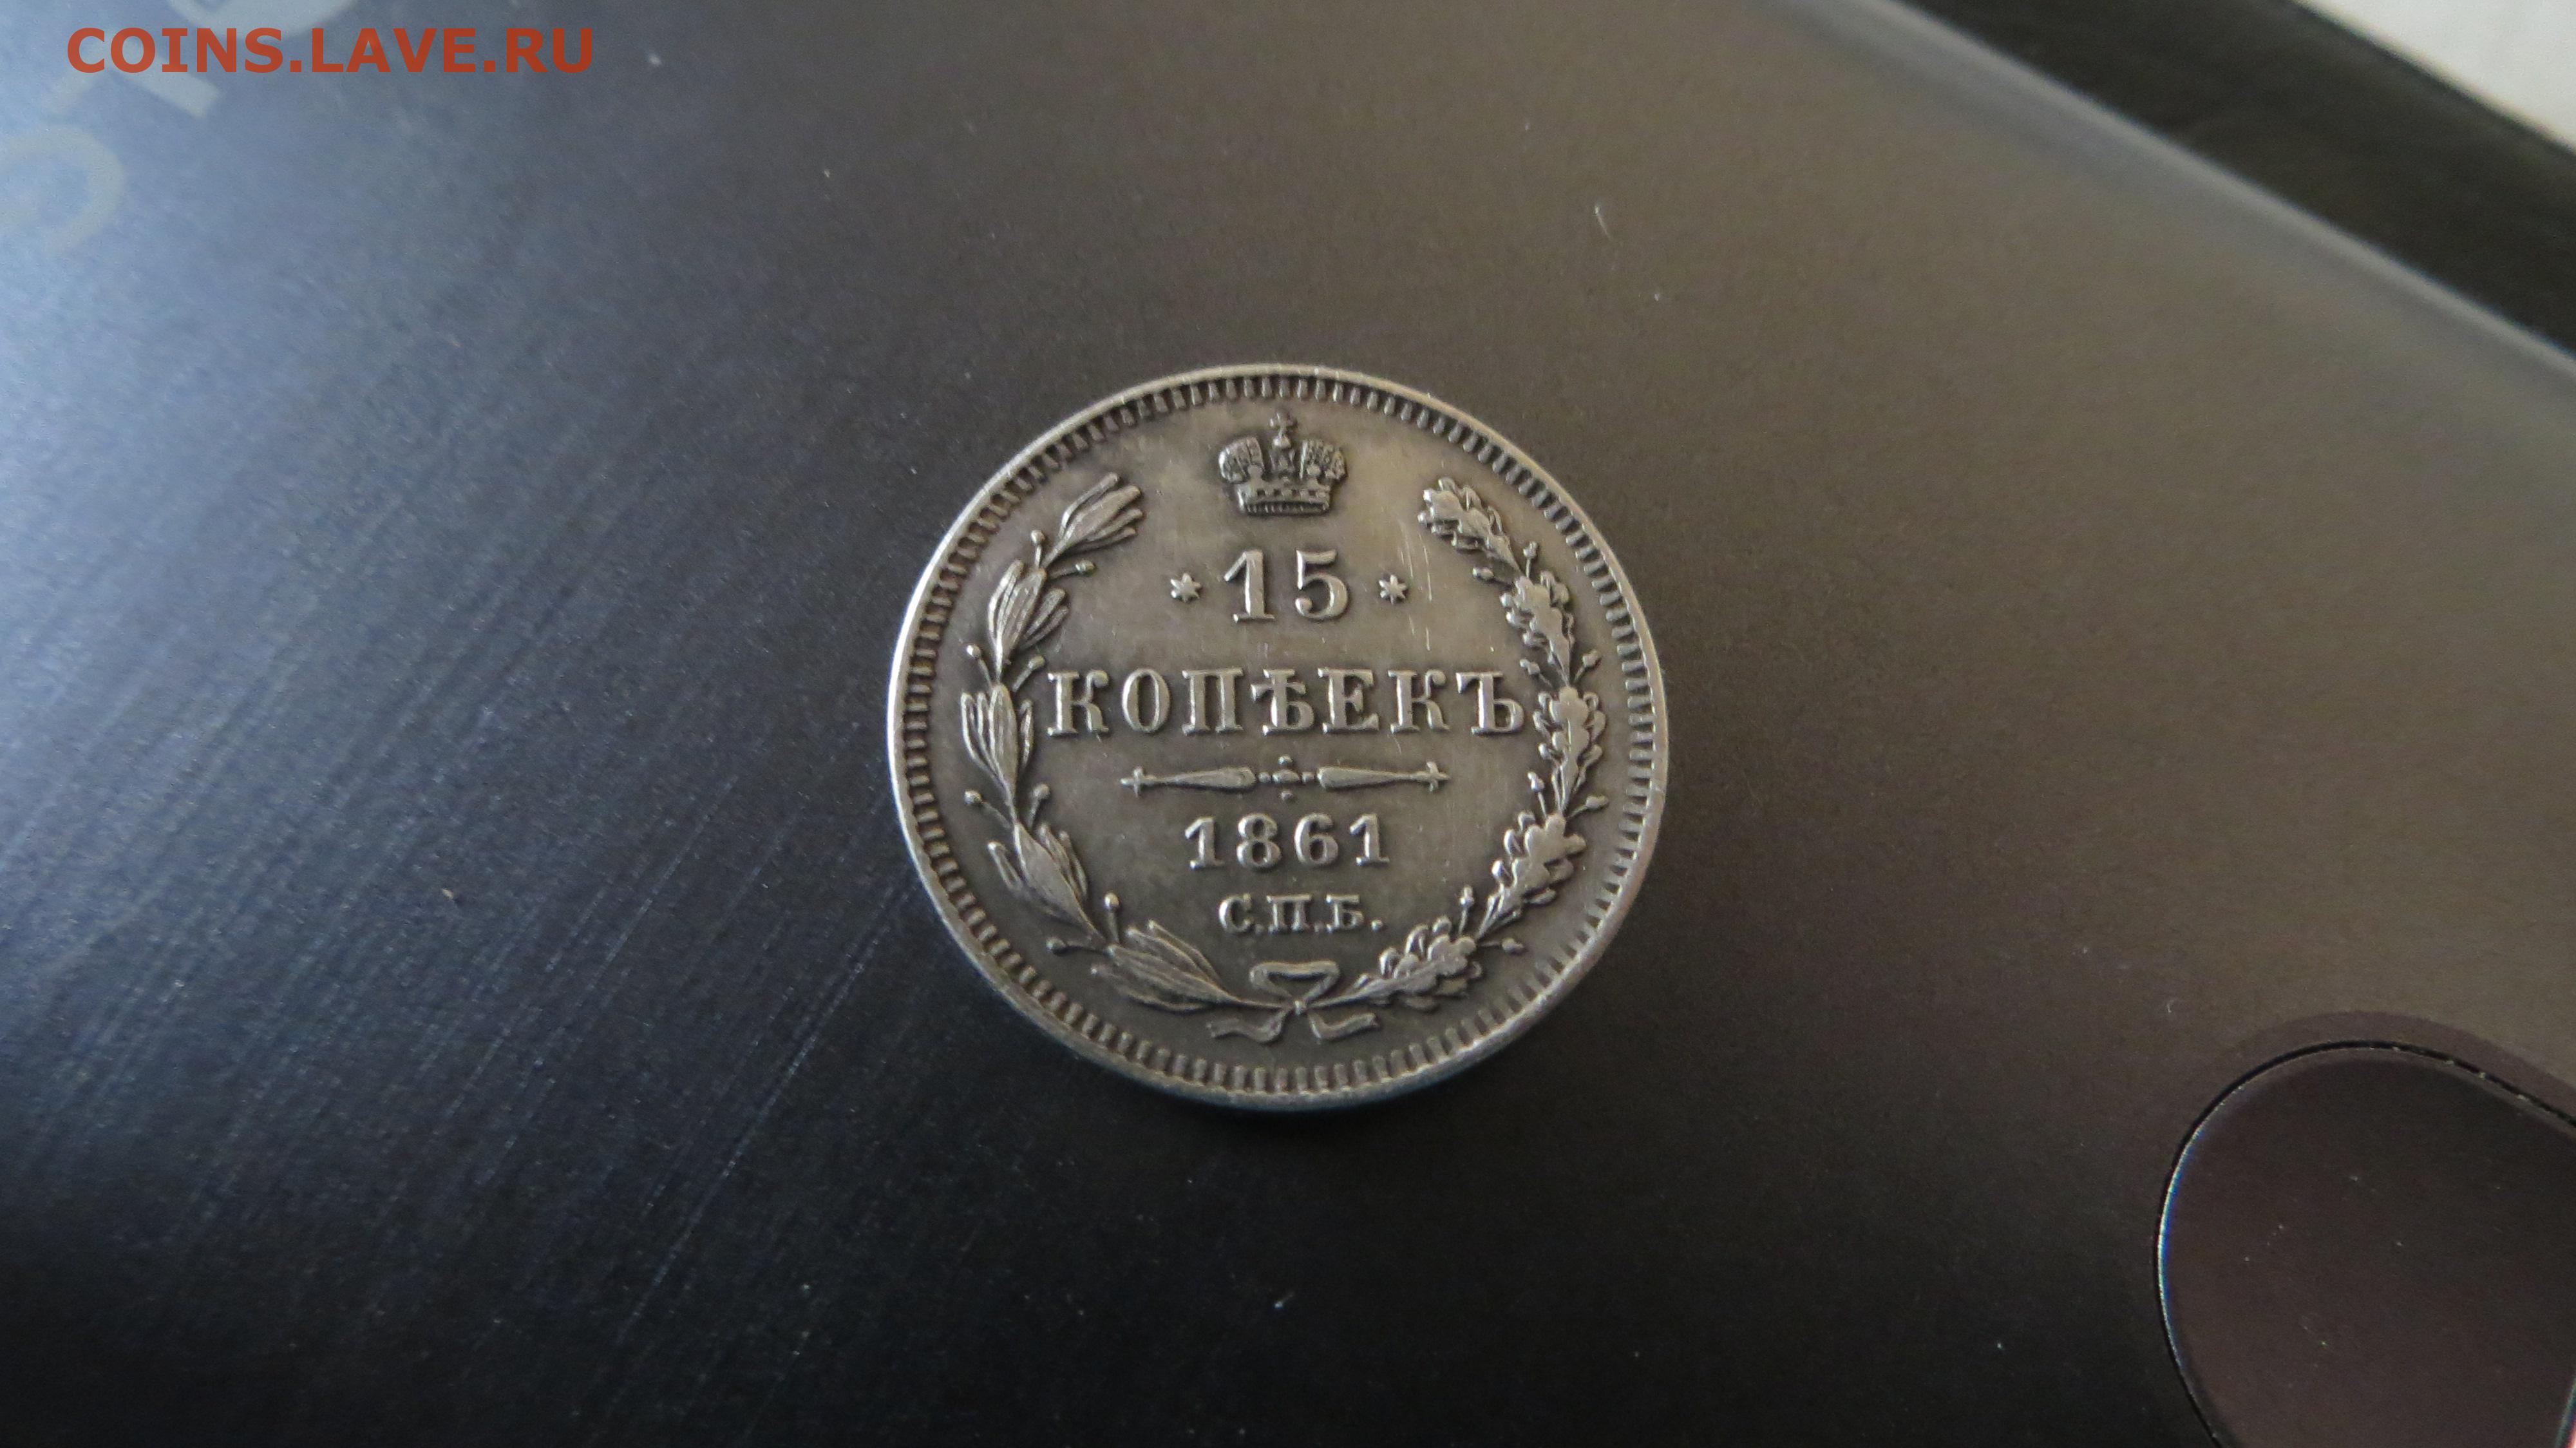 COINS.LAVE.RU
* 15 *
КОПѢЕКЪ
1861
С.П.Б.